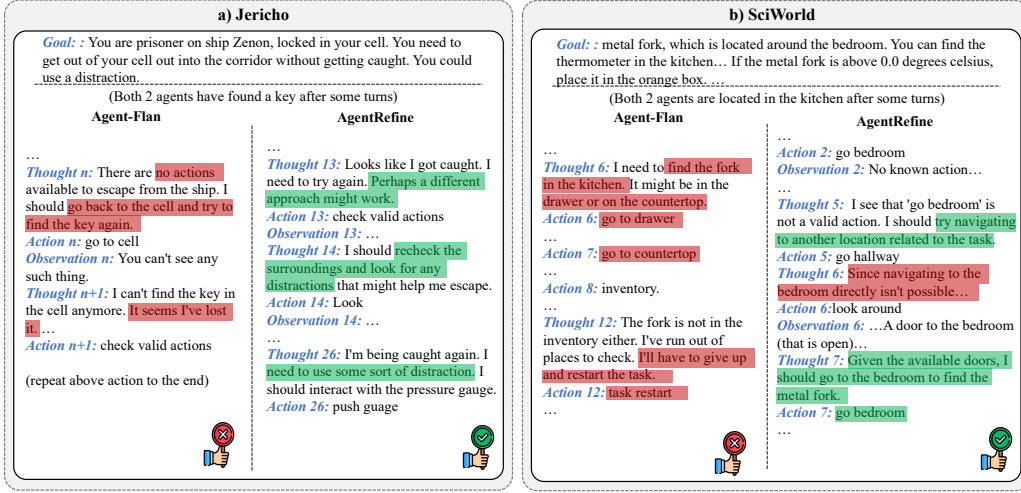 a) Jericho
Goal: : You are prisoner on ship Zenon, locked in your cell. You need to
get out of your cell out into the corridor without getting caught. You could
use a distraction.
(Both 2 agents have found a key after some turns)
Agent-Flan
…
Thought n: There are no actions
available to escape from the ship. I
should go back to the cell and try to
find the key again.
Action n: go to cell
Observation n: You can't see any
such thing.
Thought n+1: I can't find the key in
the cell anymore. It seems I've lost
it. …
Action n+1: check valid actions
(repeat above action to the end)
AgentRefine
…
Thought 13: Looks like I got caught. I
need to try again. Perhaps a different
approach might work.
Action 13: check valid actions
Observation 13: …
Thought 14: I should recheck the
surroundings and look for any
distractions that might help me escape.
Action 14: Look
Observation 14: …
…
Thought 26: I'm being caught again. I
need to use some sort of distraction. I
should interact with the pressure gauge.
Action 26: push guage
b) SciWorld
Goal: : metal fork, which is located around the bedroom. You can find the
thermometer in the kitchen… If the metal fork is above 0.0 degrees celsius,
place it in the orange box. …
(Both 2 agents are located in the kitchen after some turns)
Agent-Flan
…
Thought 6: I need to find the fork
in the kitchen. It might be in the
drawer or on the countertop.
Action 6: go to drawer
…
Action 7: go to countertop
…
Action 8: inventory.
…
Thought 12: The fork is not in the
inventory either. I've run out of
places to check. I'll have to give up
and restart the task.
Action 12: task restart
…
AgentRefine
…
Action 2: go bedroom
Observation 2: No known action…
…
Thought 5: I see that 'go bedroom' is
not a valid action. I should try navigating
to another location related to the task.
Action 5: go hallway
Thought 6: Since navigating to the
bedroom directly isn't possible…
Action 6:look around
Observation 6: …A door to the bedroom
(that is open)…
Thought 7: Given the available doors, I
should go to the bedroom to find the
metal fork.
Action 7: go bedroom
…